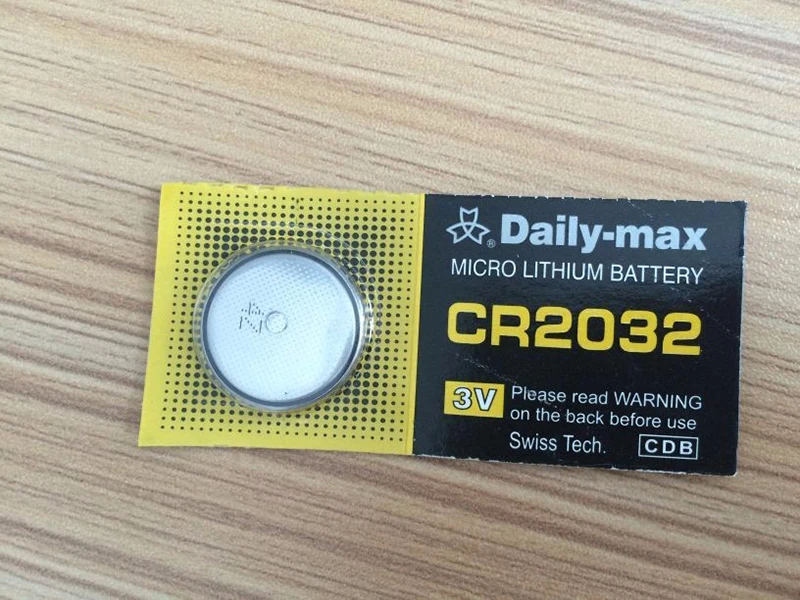 ® Daily-max
MICRO LITHIUM BATTERY
CR2032
3V
Please read WARNING
on the back before use
Swiss Tech.
CDB